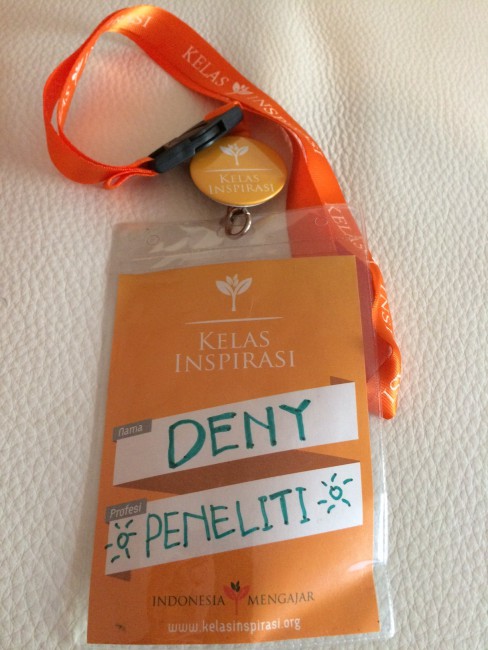 KELAS INSPIRASI
KELAS
INSPIRASI
KELAS
INSPIRASI
Nama
DENY
Profesi
PENELITI
INDONESIA MENGAJAR
www.kelasinspirasi.org